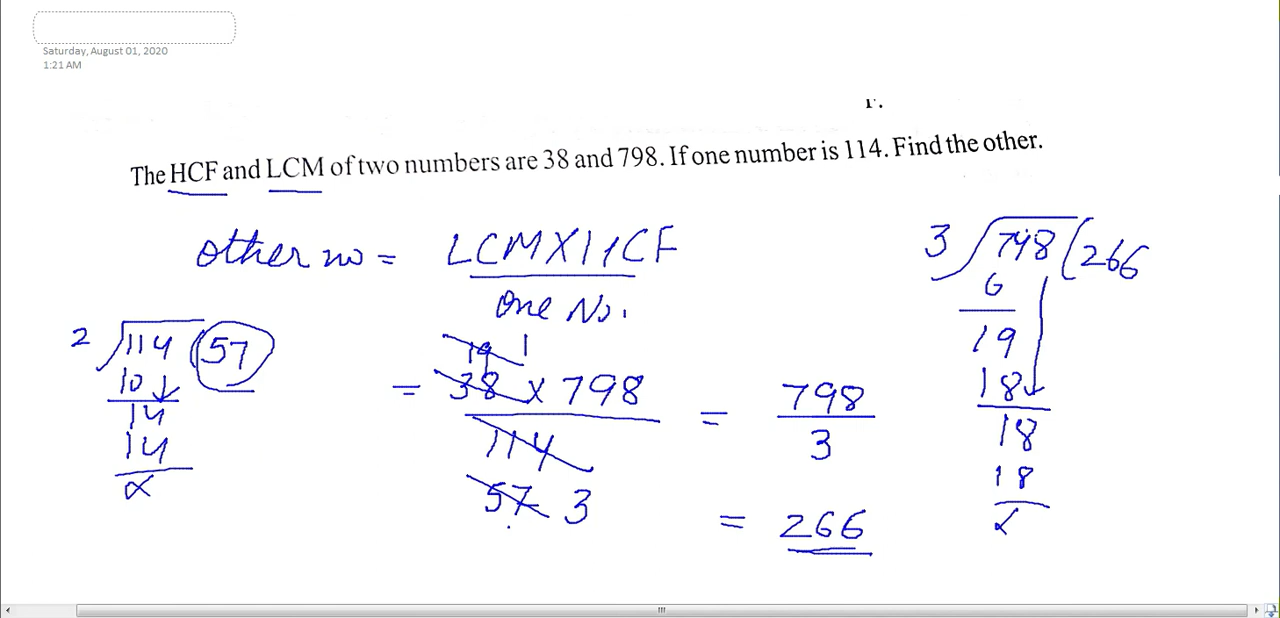 Saturday, August 01, 2020
1:21 AM
The HCF and LCM of two numbers are 38 and 798. If one number is 114. Find the other.
other no = LCM X HCF
One No.
= 38 x 798
19 1
114
57 3
= 798
3
= 266
2 114 57
10
14
14
3 798 266
6
19
18
18
18